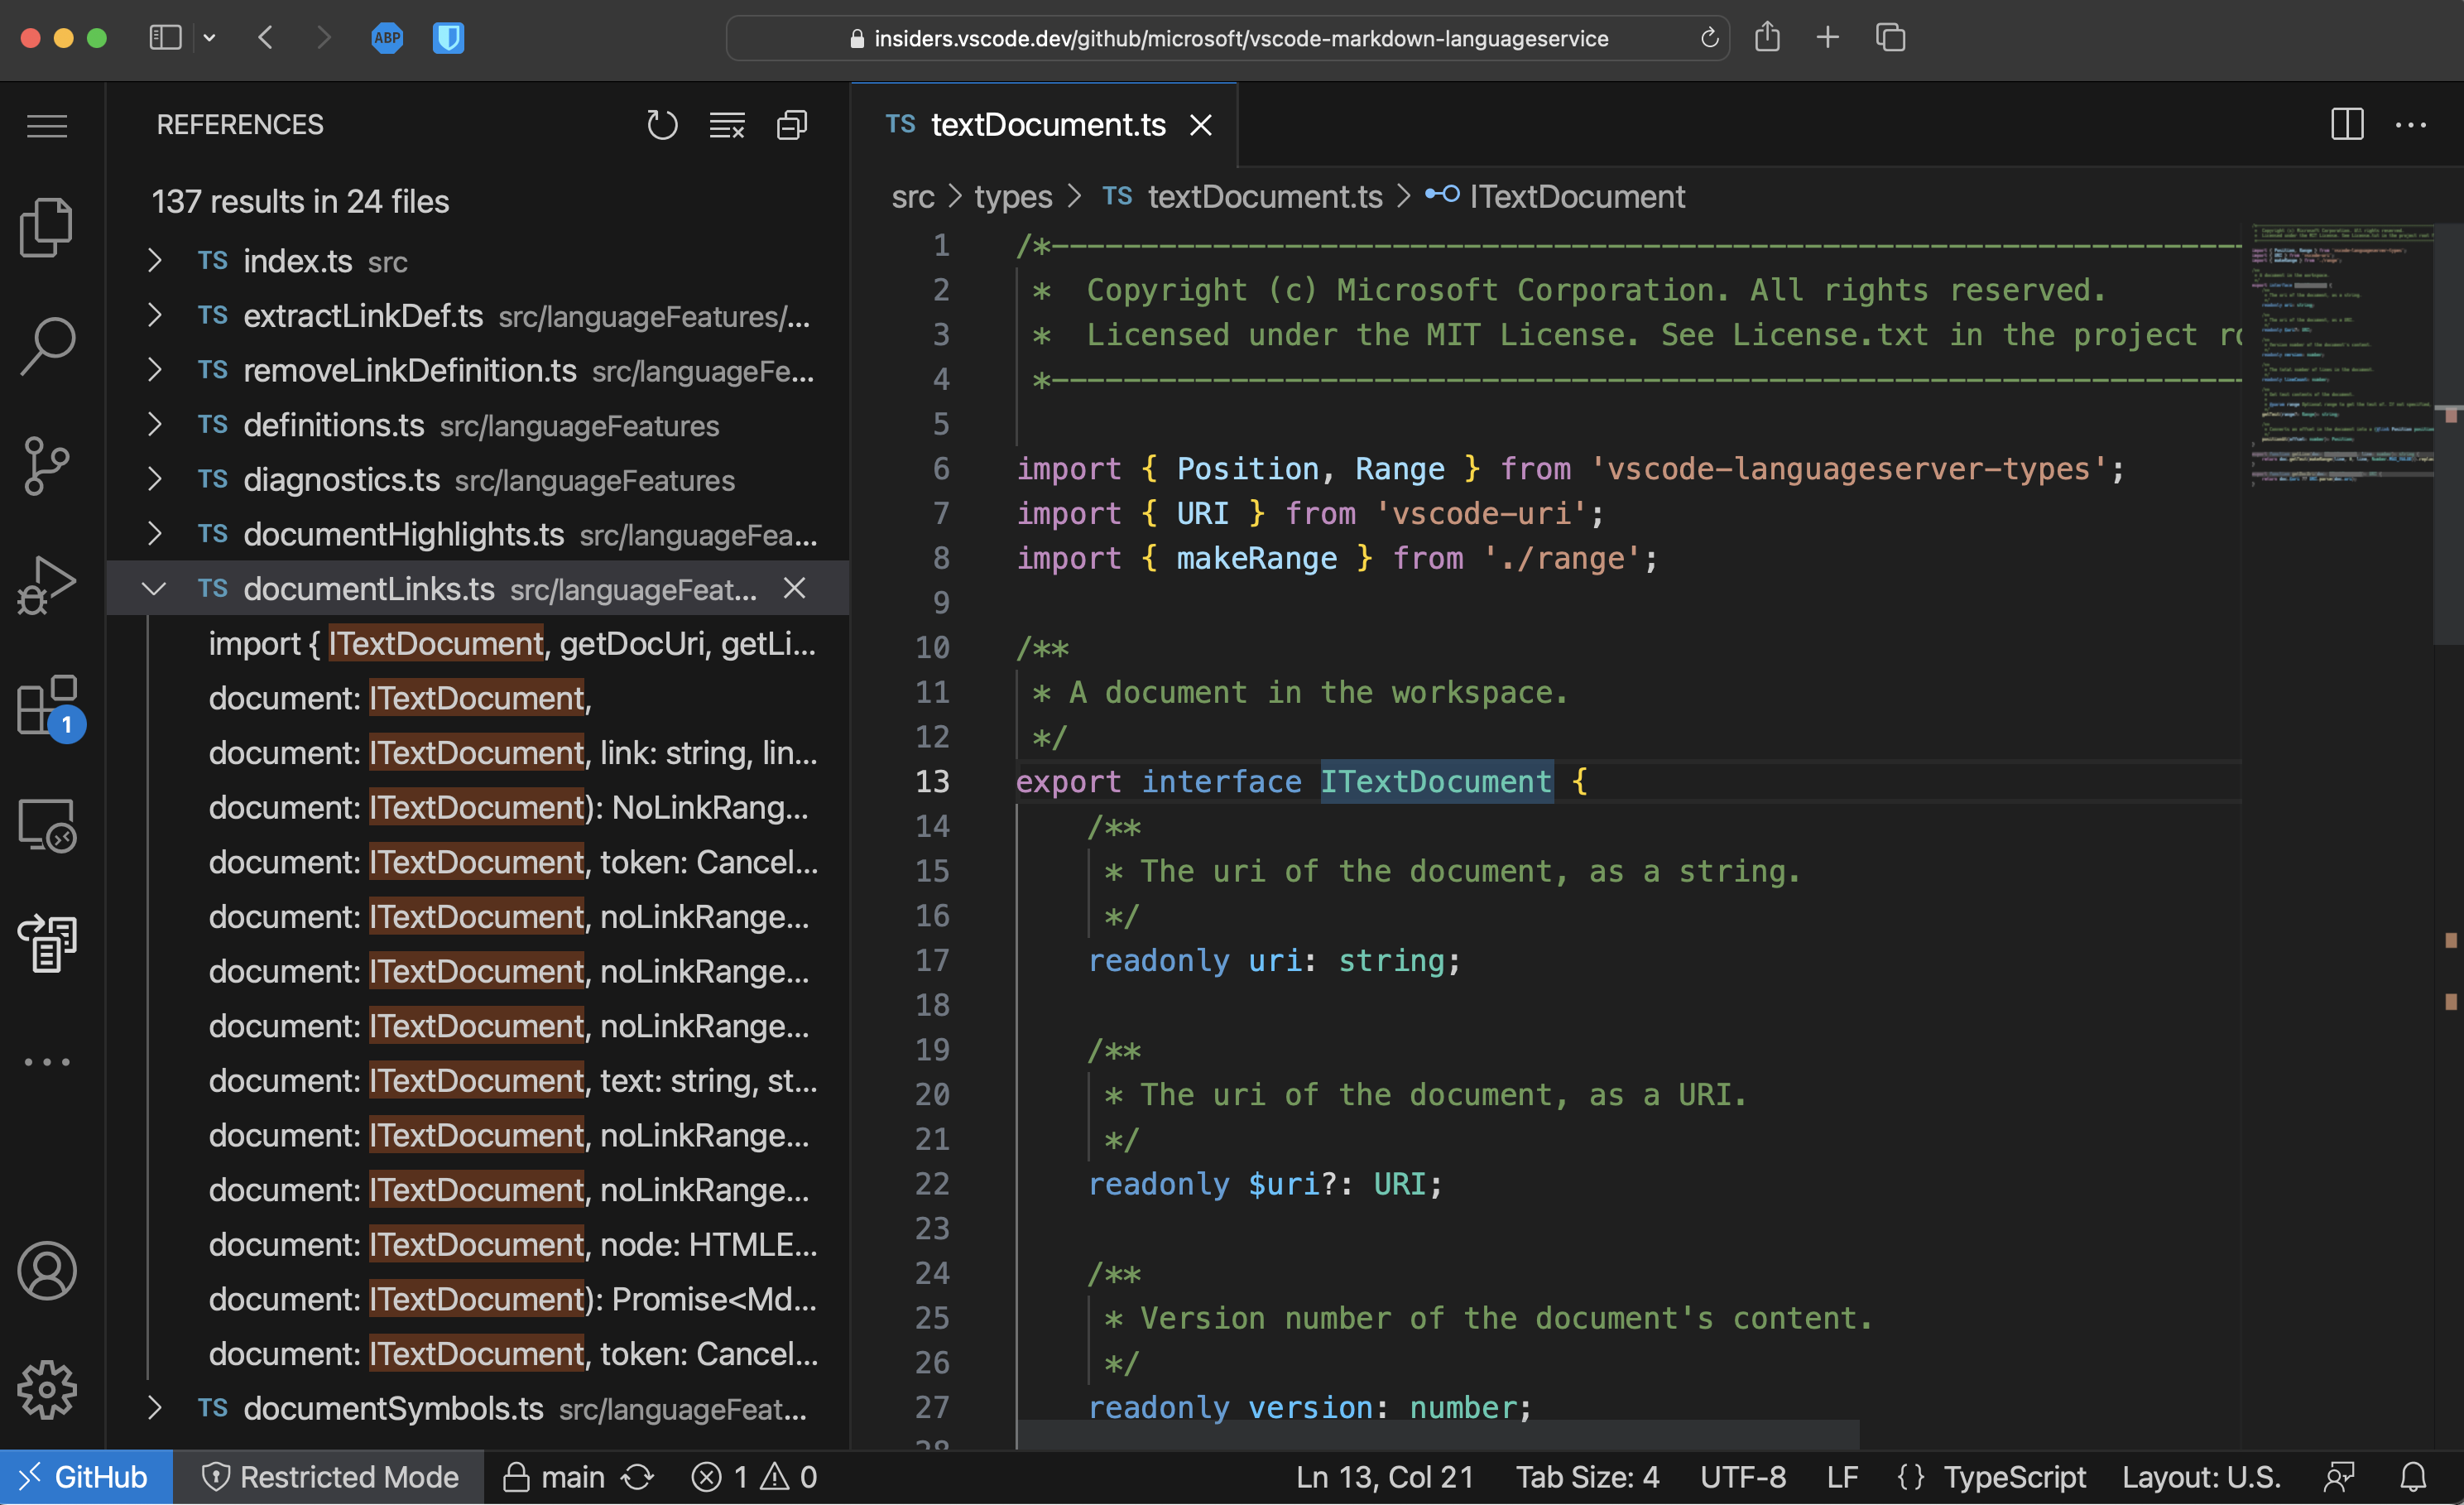 ABP
insiders.vscode.dev/github/microsoft/vscode-markdown-languageservice
REFERENCES
137 results in 24 files
TS index.ts src
TS extractLinkDef.ts src/languageFeatures/...
TS removeLinkDefinition.ts src/languageFe...
TS definitions.ts src/languageFeatures
TS diagnostics.ts src/languageFeatures
TS documentHighlights.ts src/languageFea...
TS documentLinks.ts src/languageFeat...
import { ITextDocument, getDocUri, getLi...
document: ITextDocument,
document: ITextDocument, link: string, lin...
document: ITextDocument): NoLinkRang...
document: ITextDocument, token: Cancel...
document: ITextDocument, noLinkRange...
document: ITextDocument, noLinkRange...
document: ITextDocument, noLinkRange...
document: ITextDocument, text: string, st...
document: ITextDocument, noLinkRange...
document: ITextDocument, noLinkRange...
document: ITextDocument, node: HTMLE...
document: ITextDocument): Promise<Md...
document: ITextDocument, token: Cancel...
TS documentSymbols.ts src/languageFeat...
1
TS textDocument.ts
src > types > TS textDocument.ts > ITextDocument
1 /*---------------------------------------------------------------------
2  *  Copyright (c) Microsoft Corporation. All rights reserved.
3  *  Licensed under the MIT License. See License.txt in the project ro
4  *---------------------------------------------------------------------
5
6 import { Position, Range } from 'vscode-languageserver-types';
7 import { URI } from 'vscode-uri';
8 import { makeRange } from './range';
9
10 /**
11  * A document in the workspace.
12  */
13 export interface ITextDocument {
14     /**
15      * The uri of the document, as a string.
16      */
17     readonly uri: string;
18
19     /**
20      * The uri of the document, as a URI.
21      */
22     readonly $uri?: URI;
23
24     /**
25      * Version number of the document's content.
26      */
27     readonly version: number;
28
GitHub Restricted Mode main 1 0 Ln 13, Col 21 Tab Size: 4 UTF-8 LF {} TypeScript Layout: U.S.